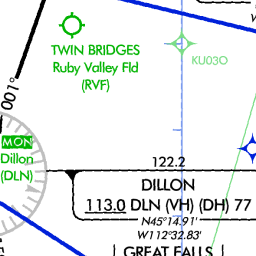 TWIN BRIDGES
Ruby Valley Fld
(RVF)
KU03O
001°
MON
Dillon
(DLN)
122.2
DILLON
113.0 DLN (VH) (DH) 77
N45°14.91'
W112°32.83'
GREAT FALLS